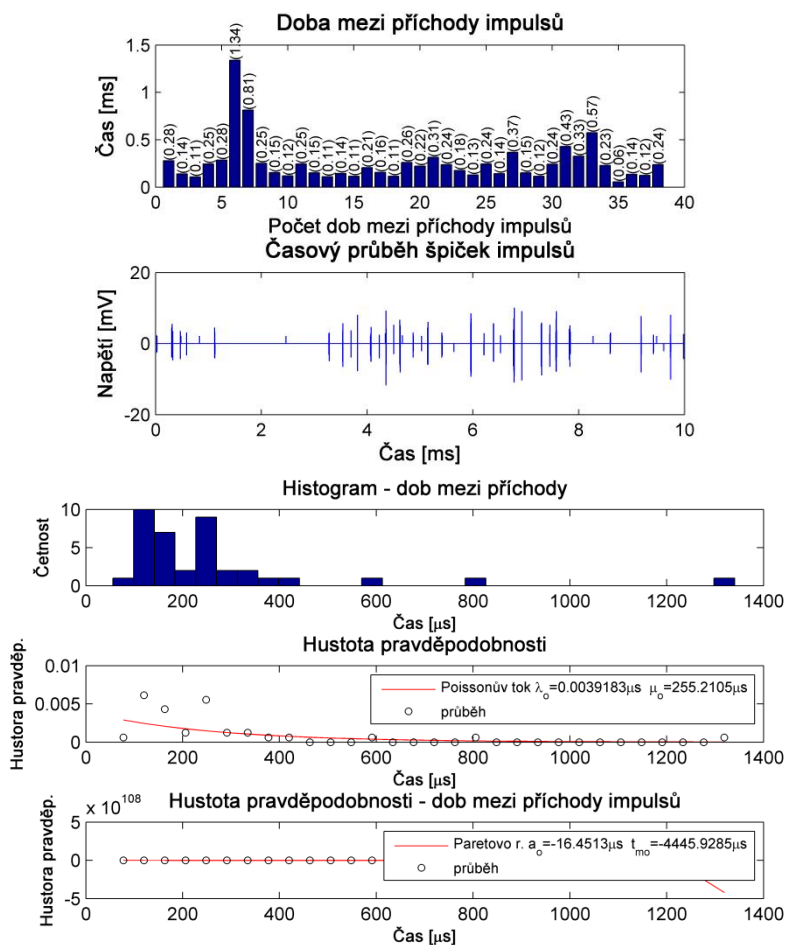 Doba mezi příchody impulsů
Čas [ms]
1.5
1
0.5
0
(0.28)
(0.14)
(0.11)
(0.25)
(0.28)
(1.34)
(0.81)
(0.25)
(0.15)
(0.12)
(0.25)
(0.15)
(0.11)
(0.14)
(0.11)
(0.21)
(0.16)
(0.11)
(0.26)
(0.22)
(0.31)
(0.24)
(0.18)
(0.13)
(0.24)
(0.14)
(0.37)
(0.15)
(0.12)
(0.24)
(0.43)
(0.33)
(0.57)
(0.23)
(0.06)
(0.14)
(0.12)
(0.24)
0 5 10 15 20 25 30 35 40
Počet dob mezi příchody impulsů
Časový průběh špiček impulsů
Napětí [mV]
20
0
-20
0 2 4 6 8 10
Čas [ms]
Histogram - dob mezi příchody
Četnost
10
5
0
0 200 400 600 800 1000 1200 1400
Čas [μs]
Hustota pravděpodobnosti
Hustora pravděp.
0.01
0.005
0
Poissonův tok λo=0.0039183μs μo=255.2105μs
průběh
0 200 400 600 800 1000 1200 1400
Čas [μs]
Hustota pravděpodobnosti - dob mezi příchody impulsů
Hustora pravděp.
x 10^108
5
0
-5
Paretovo r. ao=-16.4513μs tmo=-4445.9285μs
průběh
0 200 400 600 800 1000 1200 1400
Čas [μs]